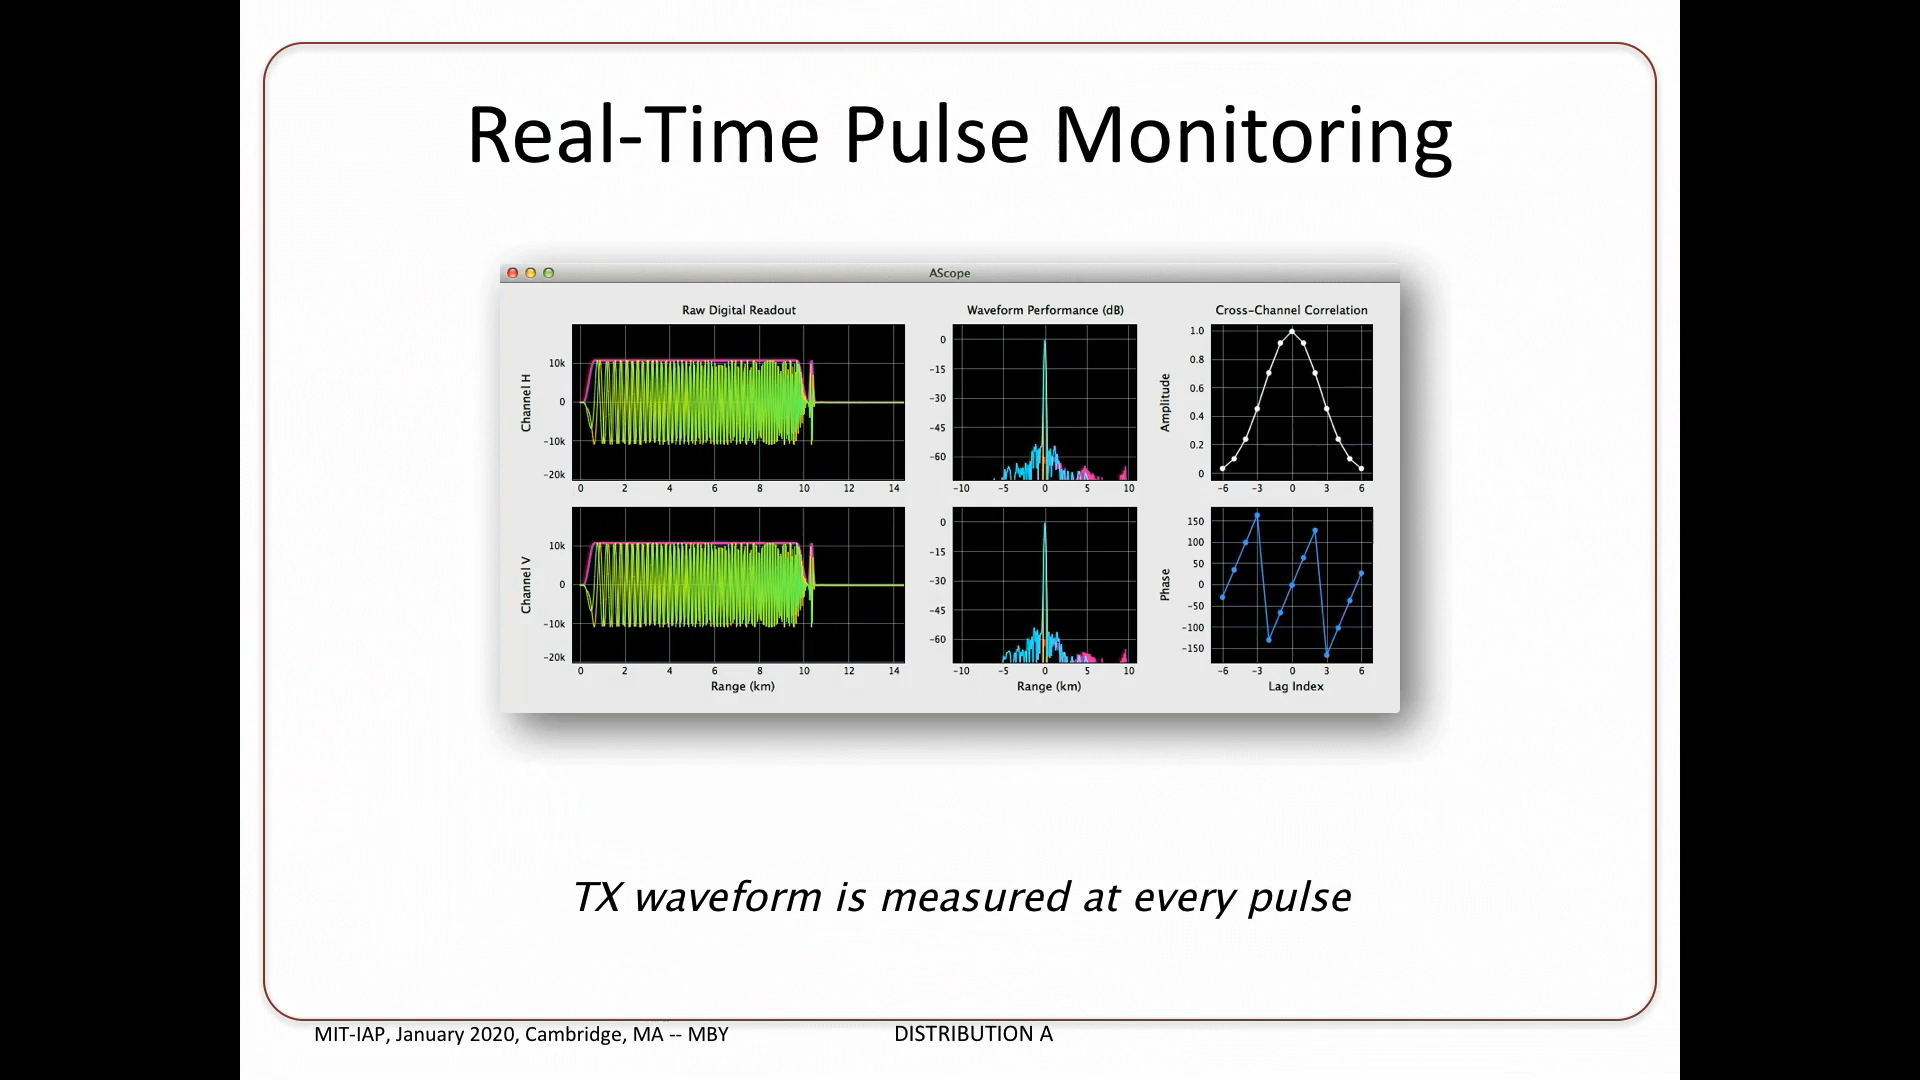 Real-Time Pulse Monitoring
AScope
Raw Digital Readout
Waveform Performance (dB)
Cross-Channel Correlation
Channel H
10k
0
-10k
-20k
0 2 4 6 8 10 12 14
0
-15
-30
-45
-60
-10 -5 0 5 10
Amplitude
1.0
0.8
0.6
0.4
0.2
0
-6 -3 0 3 6
Channel V
10k
0
-10k
-20k
0 2 4 6 8 10 12 14
Range (km)
0
-15
-30
-45
-60
-10 -5 0 5 10
Range (km)
Phase
150
100
50
0
-50
-100
-150
-6 -3 0 3 6
Lag Index
TX waveform is measured at every pulse
MIT-IAP, January 2020, Cambridge, MA -- MBY
DISTRIBUTION A